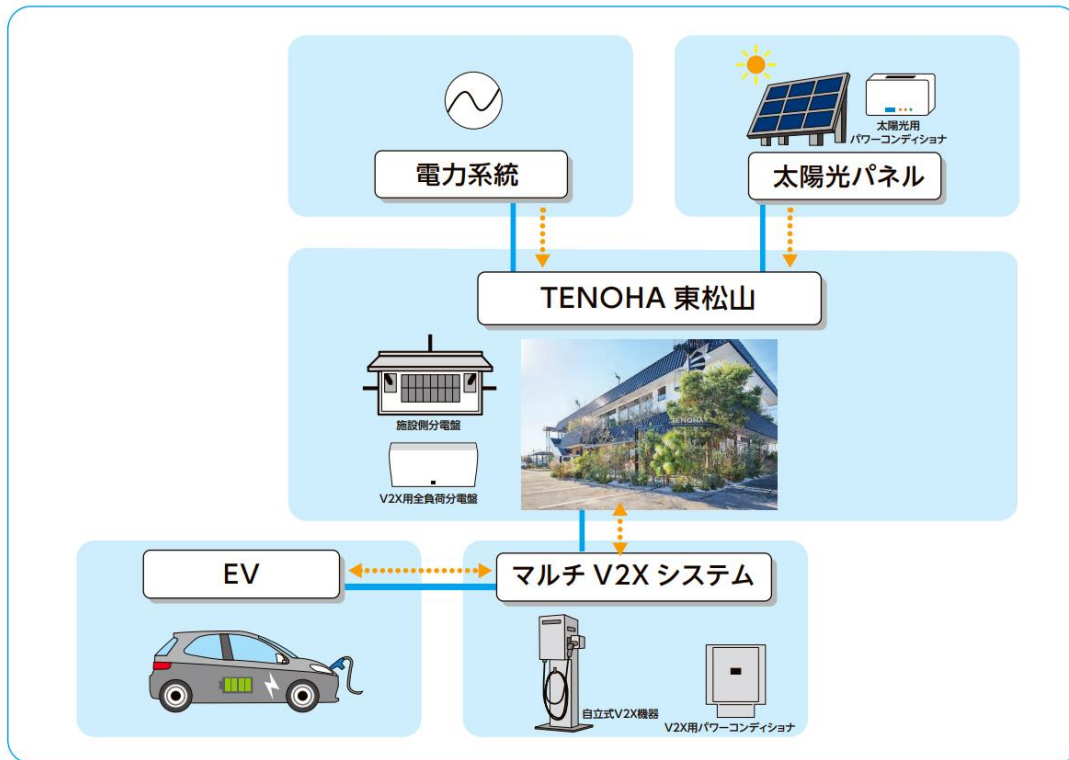 太陽光用
パワーコンディショナ
電力系統
太陽光パネル
TENOHA 東松山
施設側分電盤
TENOHA
V2X用全負荷分電盤
EV
マルチ V2X システム
自立式V2X機器
V2X用パワーコンディショナ